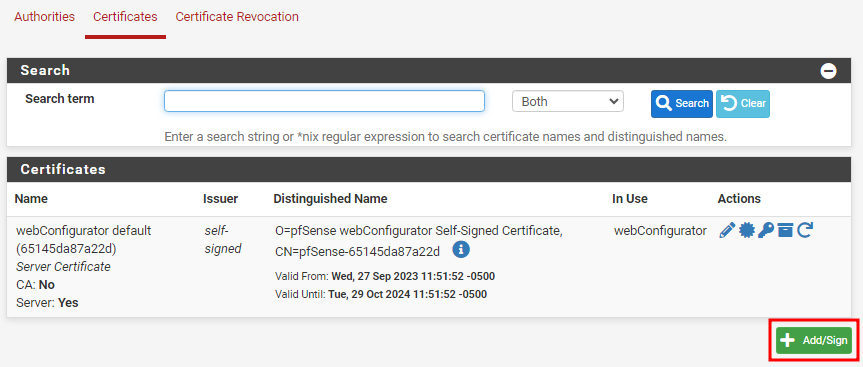 Authorities Certificates Certificate Revocation
Search
Search term Both Search Clear
Enter a search string or *nix regular expression to search certificate names and distinguished names.
Certificates
Name Issuer Distinguished Name In Use Actions
webConfigurator default
(65145da87a22d)
Server Certificate
CA: No
Server: Yes
self-
signed
O=pfSense webConfigurator Self-Signed Certificate,
CN=pfSense-65145da87a22d
Valid From: Wed, 27 Sep 2023 11:51:52 -0500
Valid Until: Tue, 29 Oct 2024 11:51:52 -0500
webConfigurator
Add/Sign